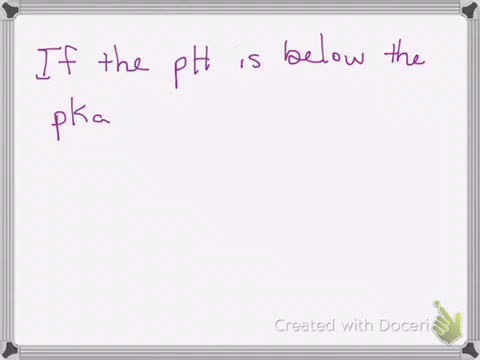 If the pH is below the
pka
Created with Doceri